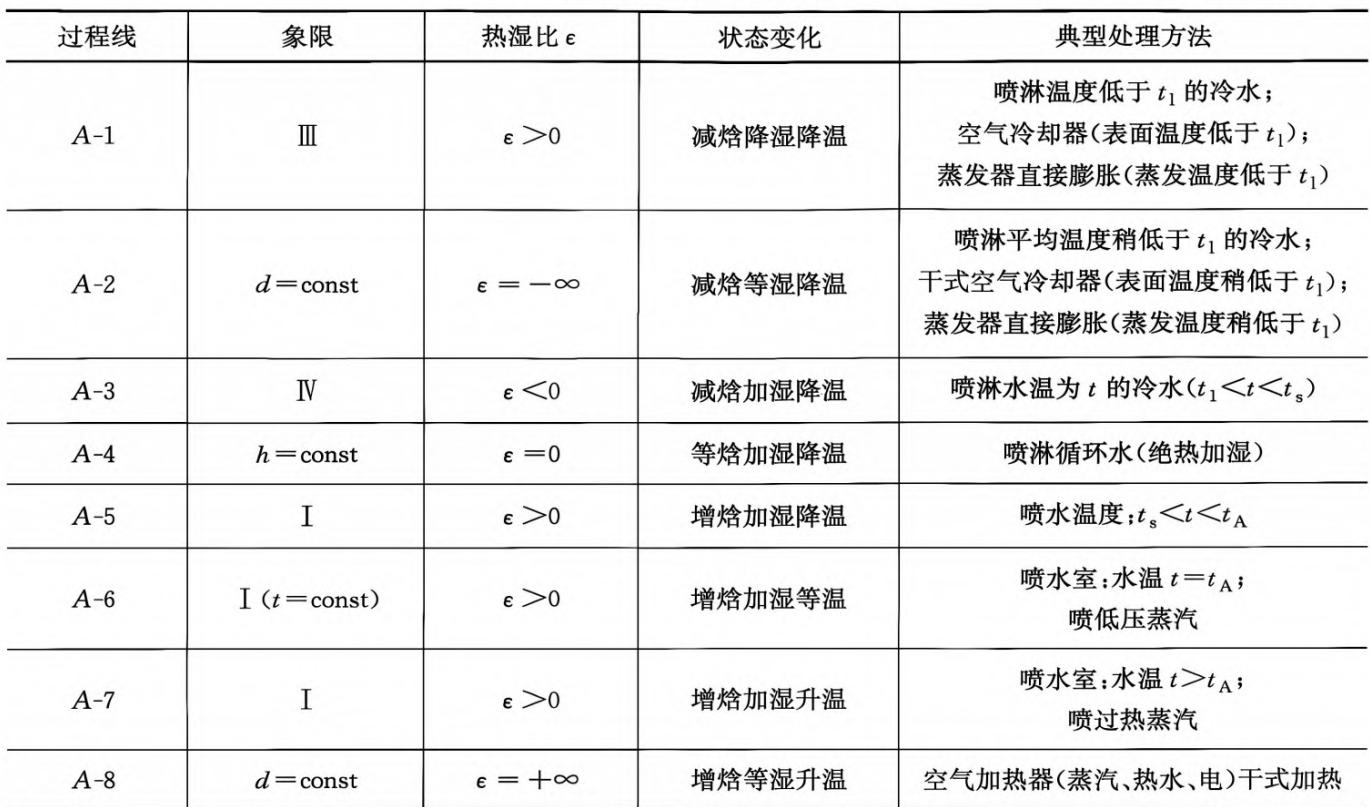 过程线 象限 热湿比 ε 状态变化 典型处理方法
A-1 Ⅲ ε >0 减焓降湿降温 喷淋温度低于 t₁ 的冷水;
空气冷却器(表面温度低于 t₁);
蒸发器直接膨胀(蒸发温度低于 t₁)
A-2 d=const ε = -∞ 减焓等湿降温 喷淋平均温度稍低于 t₁ 的冷水;
干式空气冷却器(表面温度稍低于 t₁);
蒸发器直接膨胀(蒸发温度稍低于 t₁)
A-3 Ⅳ ε <0 减焓加湿降温 喷淋水温为 t 的冷水(t₁<t<tₛ)
A-4 h=const ε =0 等焓加湿降温 喷淋循环水(绝热加湿)
A-5 Ⅰ ε >0 增焓加湿降温 喷水温度;tₛ<t<t_A
A-6 Ⅰ (t=const) ε >0 增焓加湿等温 喷水室:水温 t=t_A;
喷低压蒸汽
A-7 Ⅰ ε >0 增焓加湿升温 喷水室:水温 t>t_A;
喷过热蒸汽
A-8 d=const ε = +∞ 增焓等湿升温 空气加热器(蒸汽、热水、电)干式加热